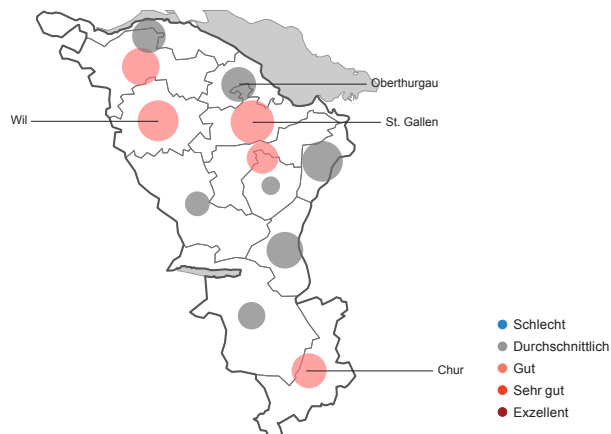 Oberthurgau
Wil
St. Gallen
Chur
Schlecht
Durchschnittlich
Gut
Sehr gut
Exzellent